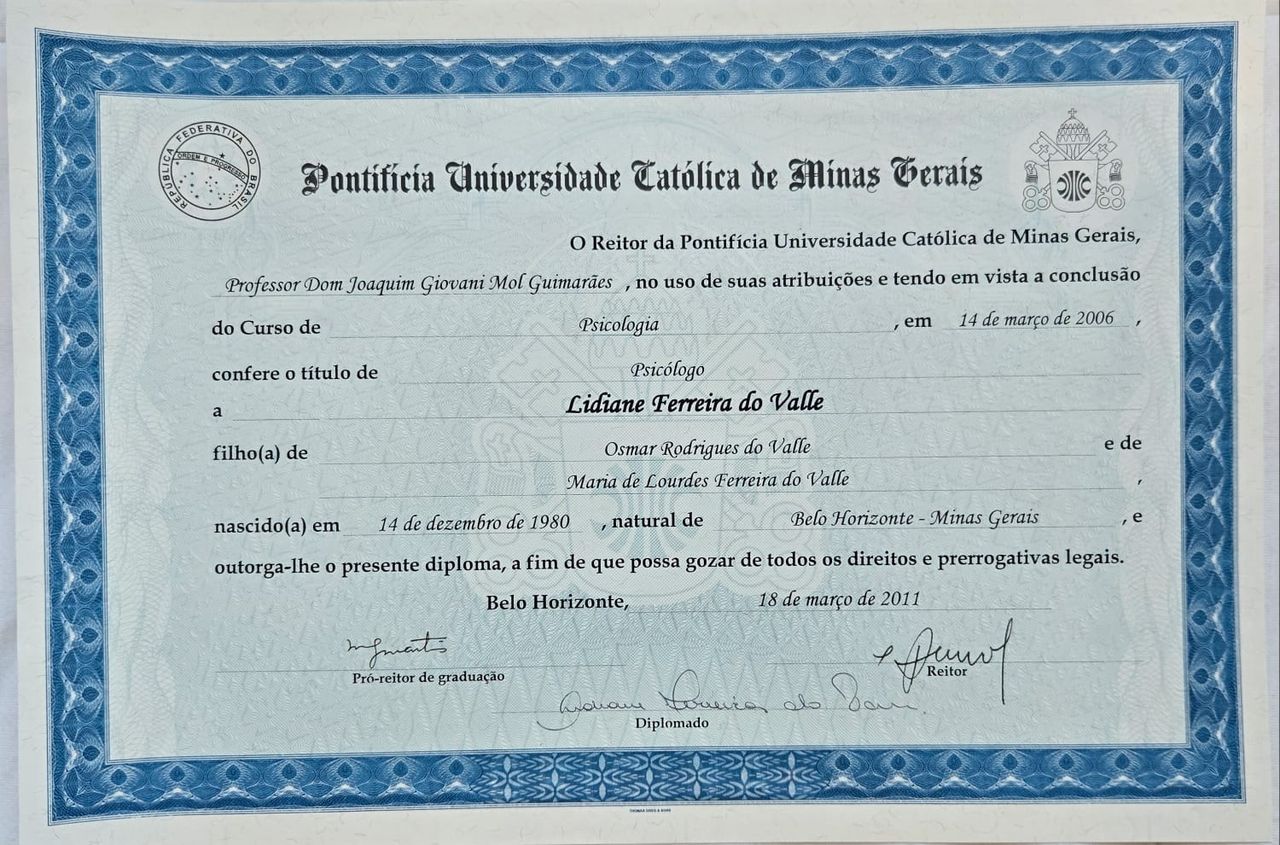 REPÚBLICA FEDERATIVA DO BRASIL
ORDEM E PROGRESSO
Pontifícia Universidade Católica de Minas Gerais
O Reitor da Pontifícia Universidade Católica de Minas Gerais,
Professor Dom Joaquim Giovani Mol Guimarães , no uso de suas atribuições e tendo em vista a conclusão
do Curso de Psicologia , em 14 de março de 2006 ,
confere o título de Psicólogo
a Lidiane Ferreira do Valle
filho(a) de Osmar Rodrigues do Valle e de
Maria de Lourdes Ferreira do Valle ,
nascido(a) em 14 de dezembro de 1980 , natural de Belo Horizonte - Minas Gerais , e
outorga-lhe o presente diploma, a fim de que possa gozar de todos os direitos e prerrogativas legais.
Belo Horizonte, 18 de março de 2011
Pró-reitor de graduação
Reitor
Diplomado